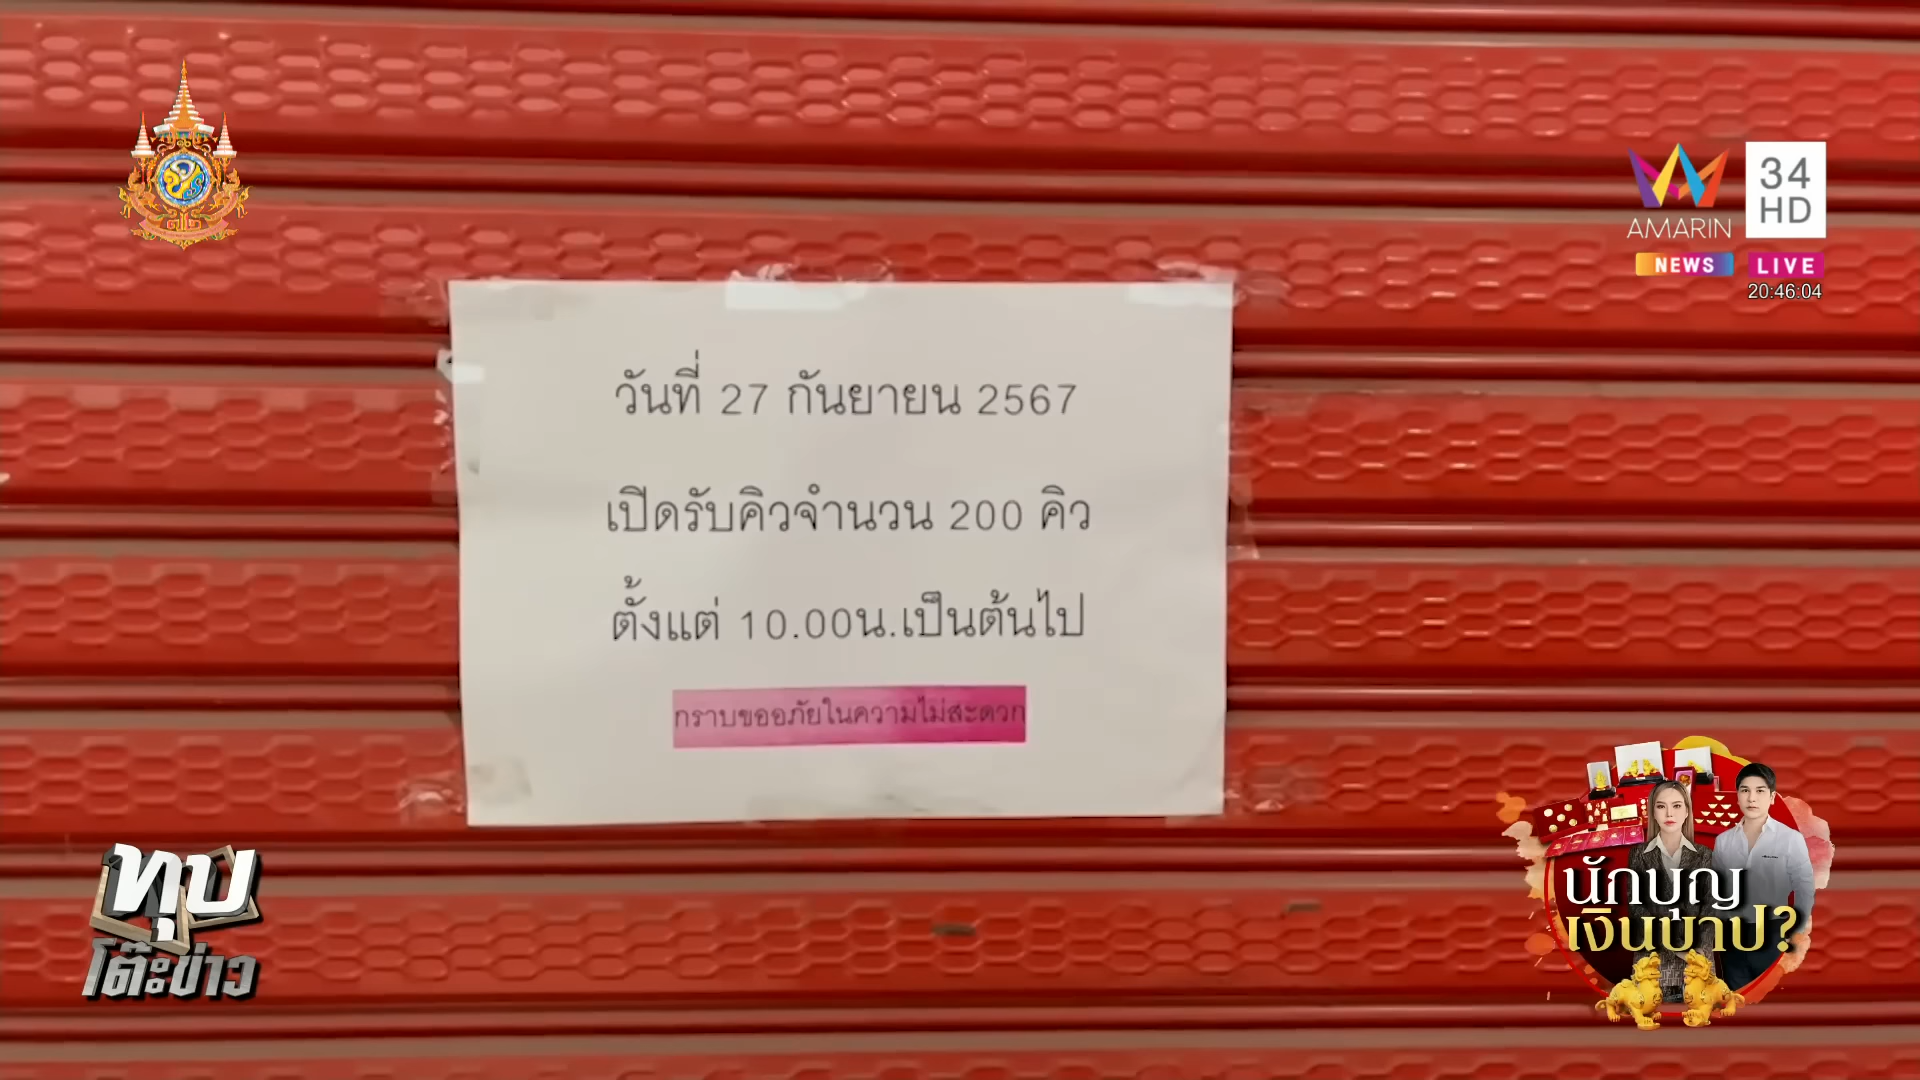 AMARIN
34
HD
NEWS
LIVE
20:46:04
วันที่ 27 กันยายน 2567
เปิดรับคิวจำนวน 200 คิว
ตั้งแต่ 10.00น.เป็นต้นไป
กราบขออภัยในความไม่สะดวก
ทุบ
โต๊ะข่าว
นักบุญ
เงินบาป?